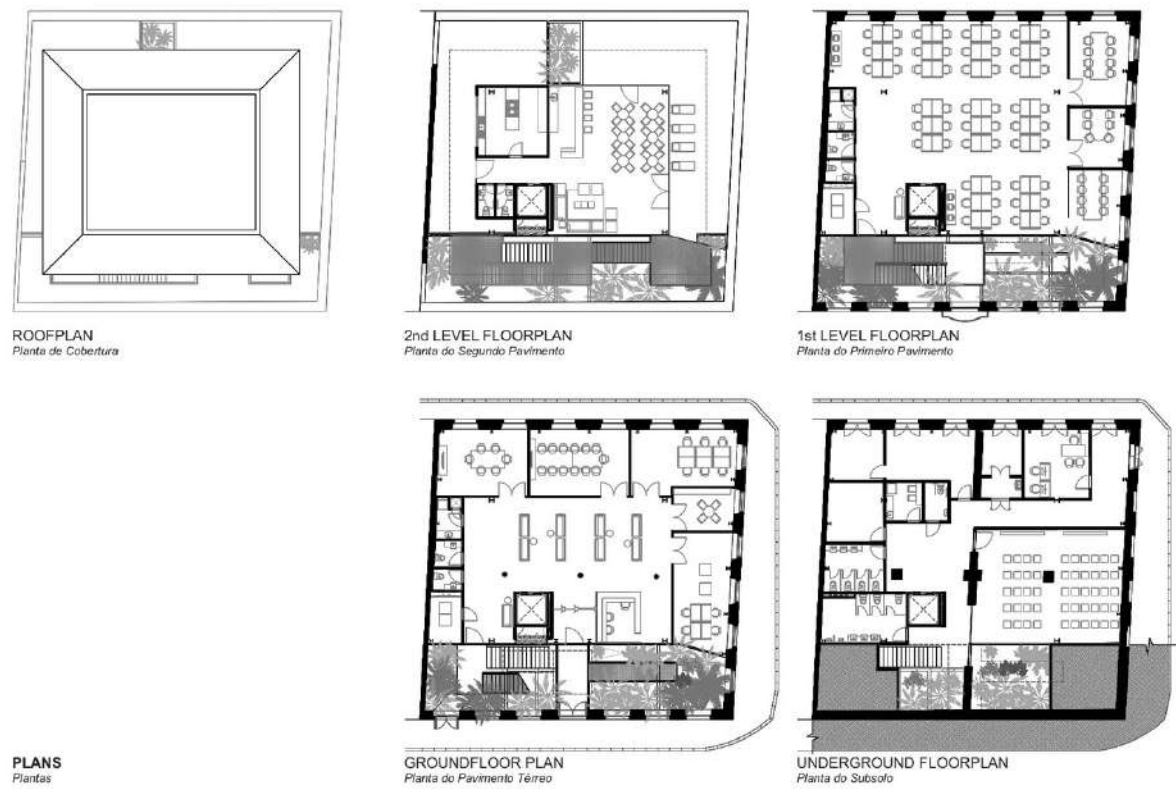 ROOFPLAN
Planta de Cobertura
2nd LEVEL FLOORPLAN
Planta do Segundo Pavimento
1st LEVEL FLOORPLAN
Planta do Primeiro Pavimento
PLANS
Plantas
GROUNDFLOOR PLAN
Planta do Pavimento Térreo
UNDERGROUND FLOORPLAN
Planta do Subsolo